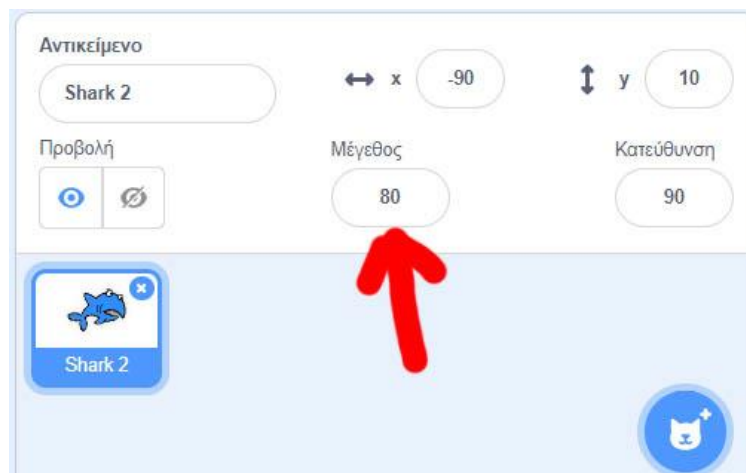 Αντικείμενο
Shark 2
x -90
y 10
Προβολή
Μέγεθος
Κατεύθυνση
80
90
Shark 2